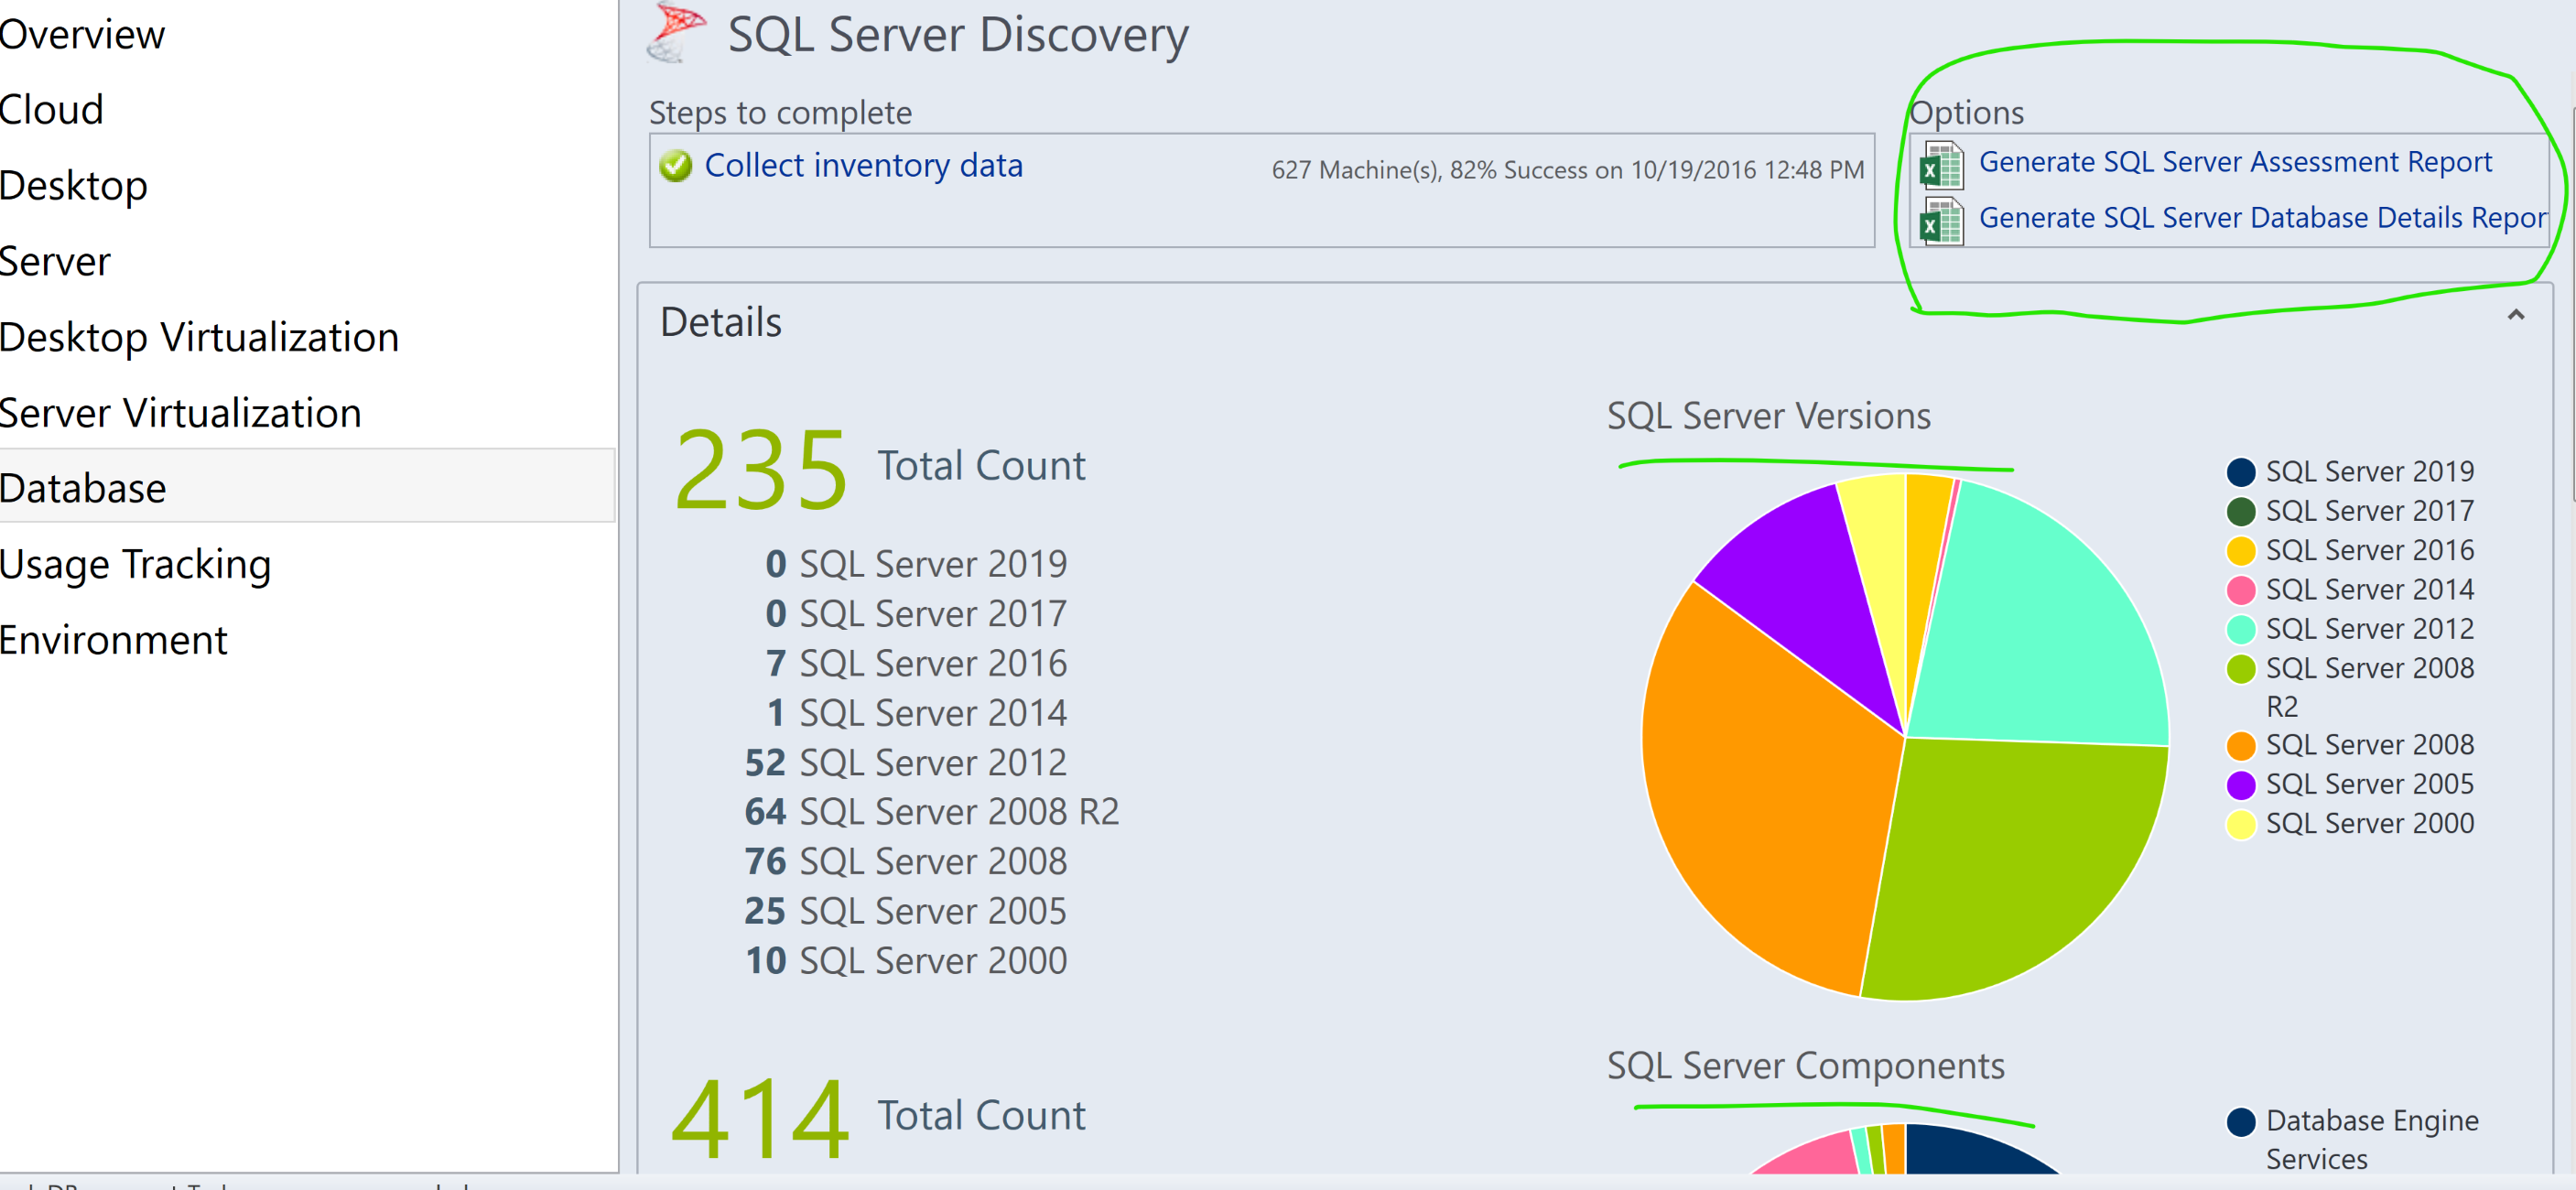 Overview
Cloud
Desktop
Server
Desktop Virtualization
Server Virtualization
Database
Usage Tracking
Environment
SQL Server Discovery
Steps to complete
Collect inventory data
627 Machine(s), 82% Success on 10/19/2016 12:48 PM
Options
Generate SQL Server Assessment Report
Generate SQL Server Database Details Repor
Details
235 Total Count
0 SQL Server 2019
0 SQL Server 2017
7 SQL Server 2016
1 SQL Server 2014
52 SQL Server 2012
64 SQL Server 2008 R2
76 SQL Server 2008
25 SQL Server 2005
10 SQL Server 2000
SQL Server Versions
SQL Server 2019
SQL Server 2017
SQL Server 2016
SQL Server 2014
SQL Server 2012
SQL Server 2008
R2
SQL Server 2008
SQL Server 2005
SQL Server 2000
414 Total Count
SQL Server Components
Database Engine
Services